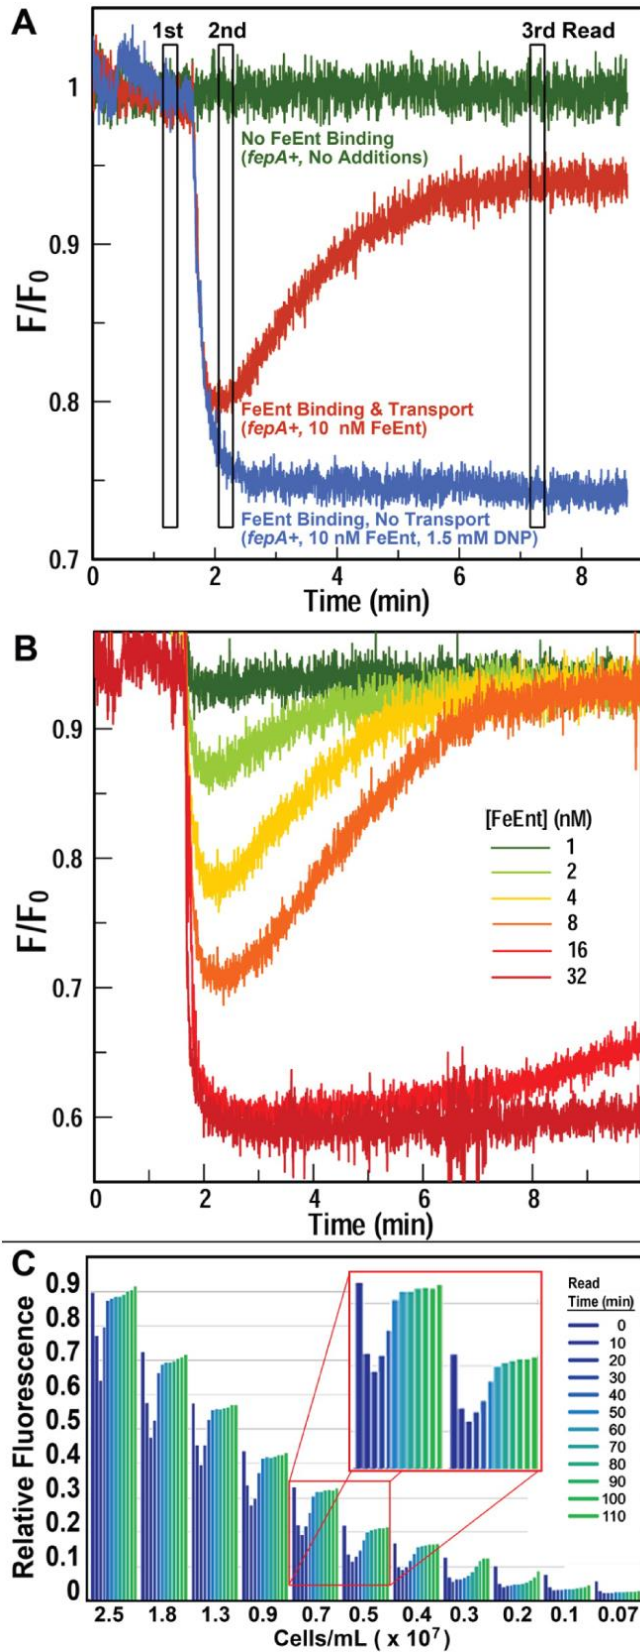 A
1st 2nd 3rd Read
1
0.9
0.8
0.7
F/F0
No FeEnt Binding
(fepA+, No Additions)
FeEnt Binding & Transport
(fepA+, 10 nM FeEnt)
FeEnt Binding, No Transport
(fepA+, 10 nM FeEnt, 1.5 mM DNP)
0 2 4 6 8
Time (min)
B
0.9
0.8
0.7
0.6
F/F0
[FeEnt] (nM)
1
2
4
8
16
32
0 2 4 6 8
Time (min)
C
0.9
0.8
0.7
0.6
0.5
0.4
0.3
0.2
0.1
0
Relative Fluorescence
Read
Time (min)
0
10
20
30
40
50
60
70
80
90
100
110
2.5 1.8 1.3 0.9 0.7 0.5 0.4 0.3 0.2 0.1 0.07
Cells/mL ( x 10⁷)